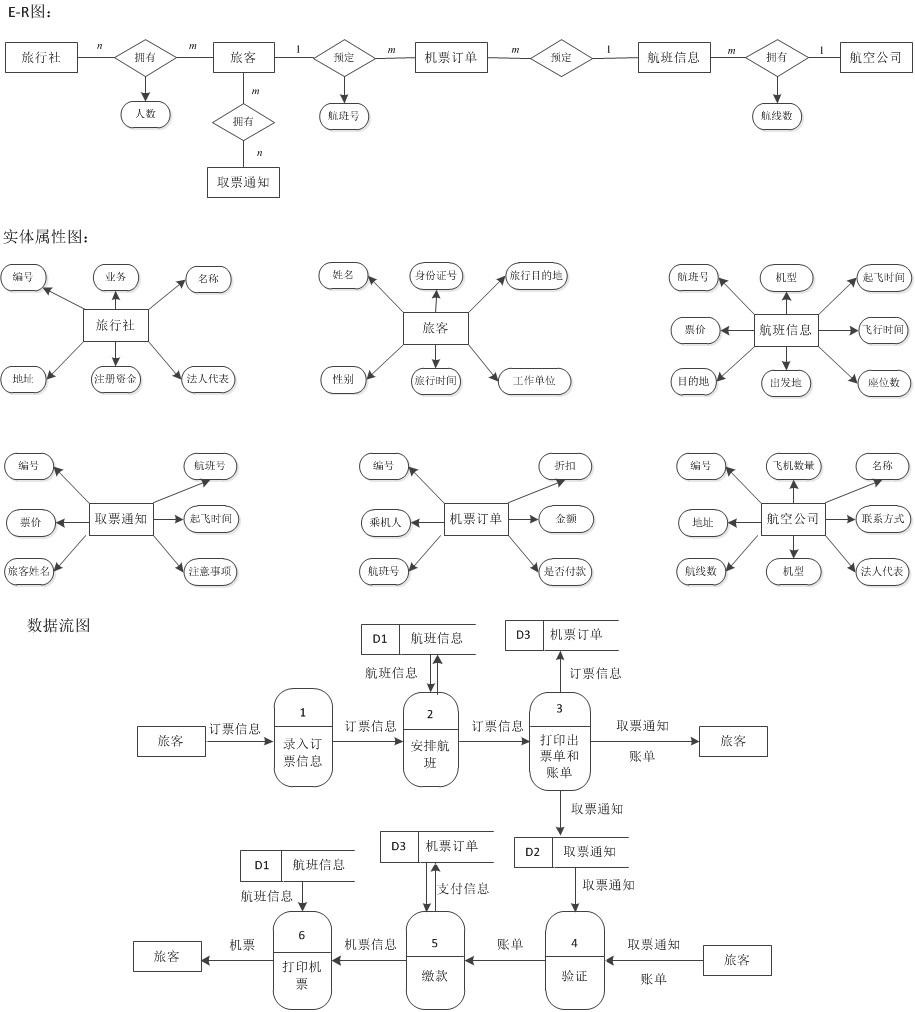 E-R图：
旅行社
n
拥有
m
旅客
1
预定
m
机票订单
m
预定
1
航班信息
m
拥有
1
航空公司
人数
m
航班号
航线数
拥有
n
取票通知
实体属性图：
编号
业务
名称
旅行社
地址
注册资金
法人代表
姓名
身份证号
旅行目的地
旅客
性别
旅行时间
工作单位
航班号
机型
起飞时间
票价
航班信息
飞行时间
目的地
出发地
座位数
编号
航班号
票价
取票通知
起飞时间
旅客姓名
注意事项
编号
折扣
乘机人
机票订单
金额
航班号
是否付款
编号
飞机数量
名称
地址
航空公司
联系方式
航线数
机型
法人代表
数据流图
D1
航班信息
D3
机票订单
航班信息
订票信息
旅客
订票信息
1
录入订
票信息
订票信息
2
安排航
班
订票信息
3
打印出
票单和
账单
取票通知
账单
旅客
取票通知
D1
航班信息
D3
机票订单
D2
取票通知
航班信息
支付信息
取票通知
旅客
机票
6
打印机
票
机票信息
5
缴款
账单
4
验证
取票通知
账单
旅客